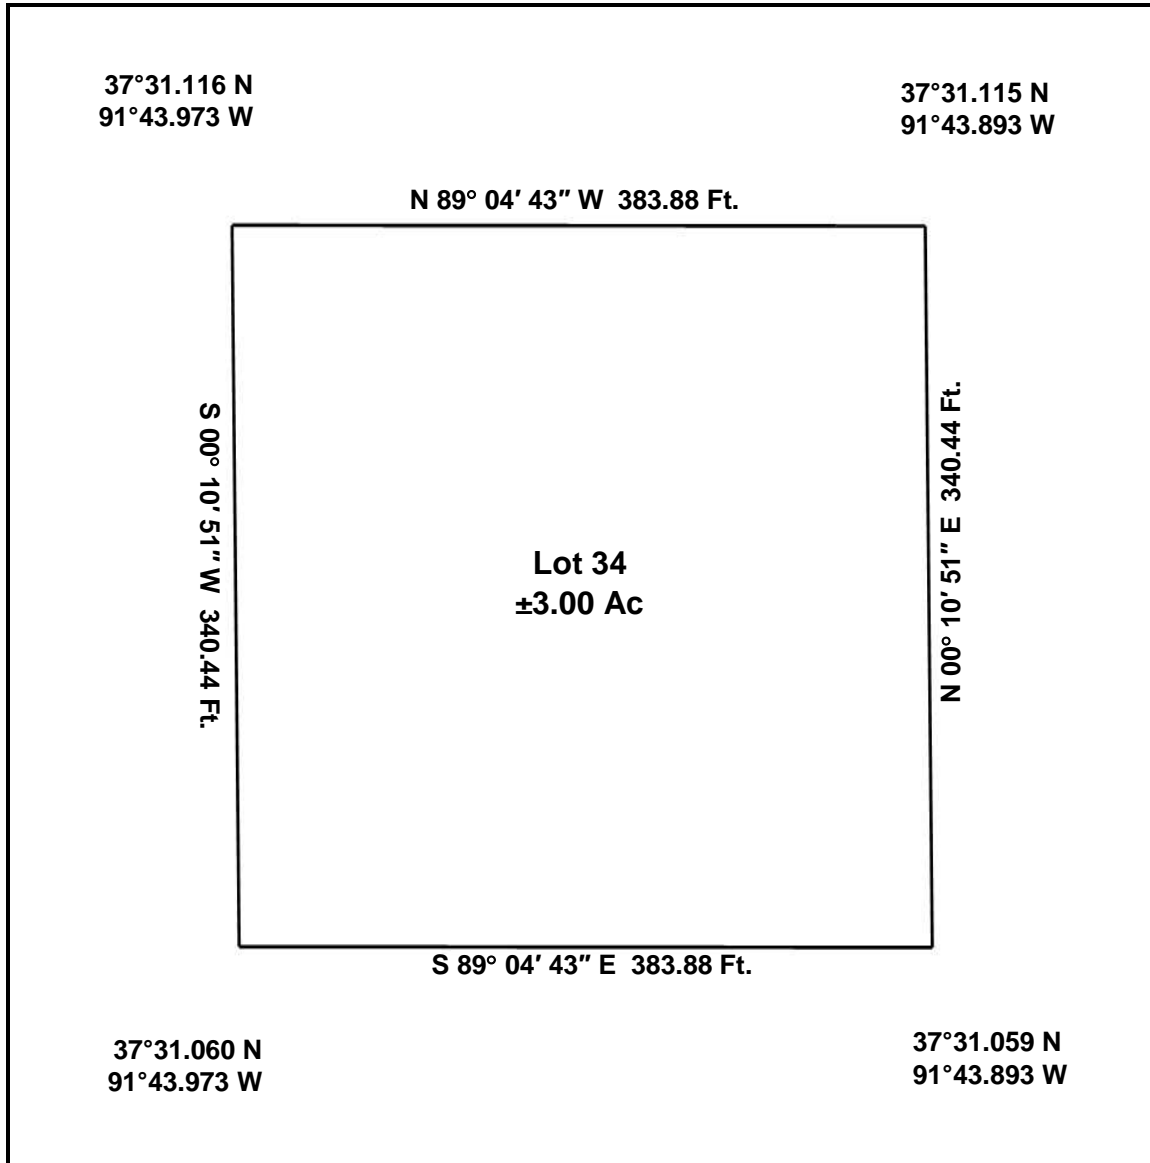 37°31.116 N
91°43.973 W
37°31.115 N
91°43.893 W
N 89° 04′ 43″ W  383.88 Ft.
S 00° 10′ 51″ W  340.44 Ft.
N 00° 10′ 51″ E  340.44 Ft.
Lot 34
±3.00 Ac
S 89° 04′ 43″ E  383.88 Ft.
37°31.060 N
91°43.973 W
37°31.059 N
91°43.893 W